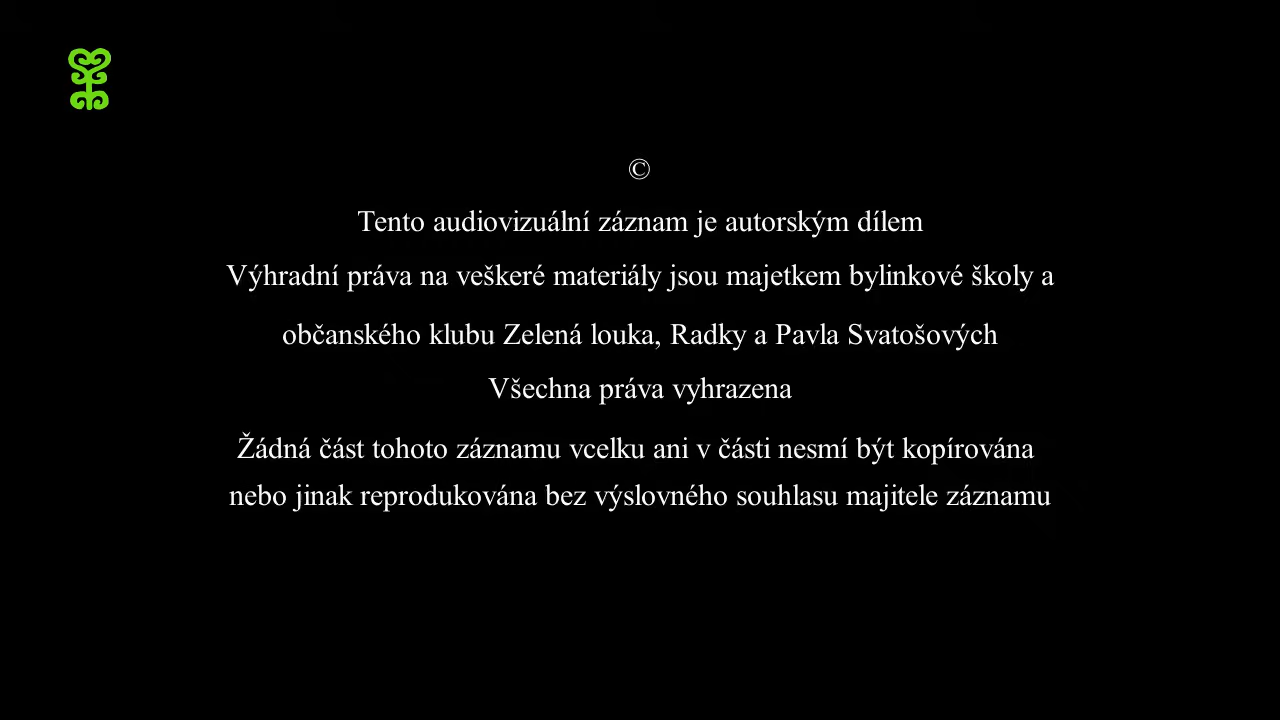 ©
Tento audiovizuální záznam je autorským dílem
Výhradní práva na veškeré materiály jsou majetkem bylinkové školy a
občanského klubu Zelená louka, Radky a Pavla Svatošových
Všechna práva vyhrazena
Žádná část tohoto záznamu vcelku ani v části nesmí být kopírována
nebo jinak reprodukována bez výslovného souhlasu majitele záznamu